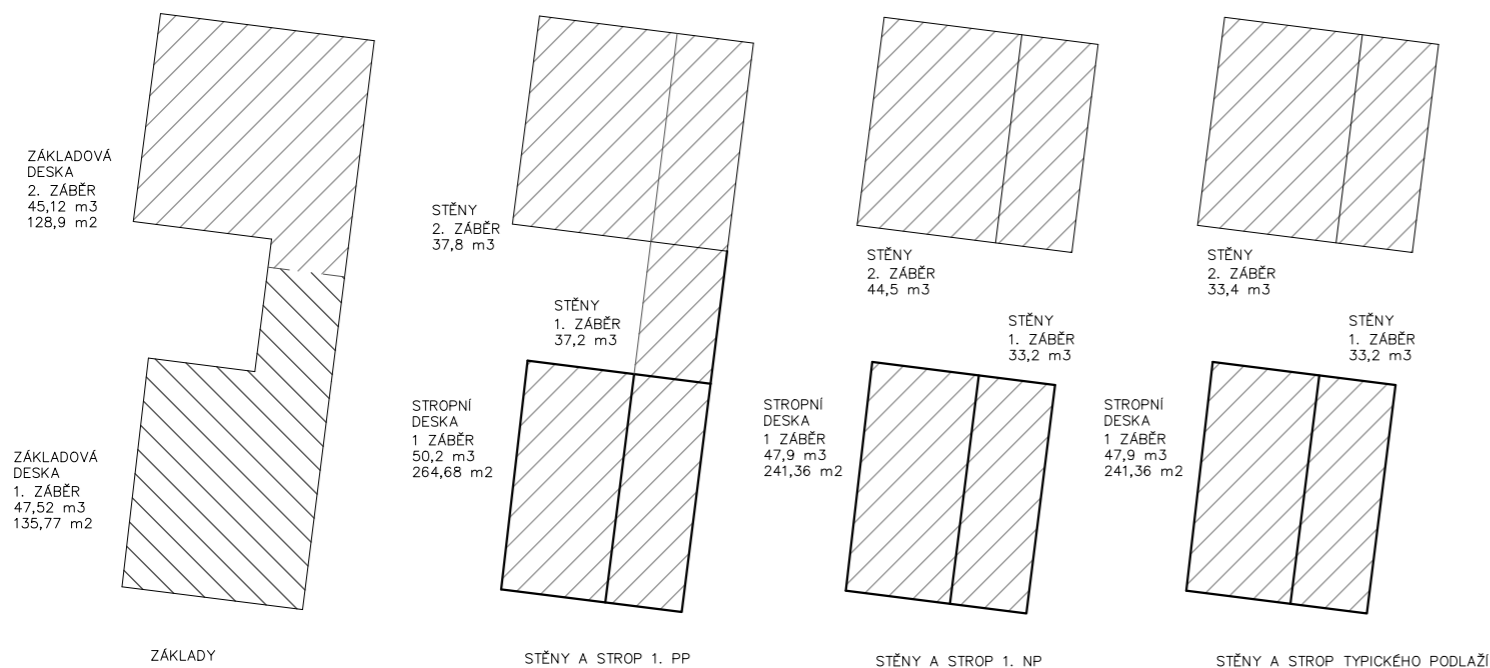 ZÁKLADOVÁ
DESKA
2. ZÁBĚR
45,12 m3
128,9 m2
ZÁKLADOVÁ
DESKA
1. ZÁBĚR
47,52 m3
135,77 m2
ZÁKLADY
STĚNY
2. ZÁBĚR
37,8 m3
STĚNY
1. ZÁBĚR
37,2 m3
STROPNÍ
DESKA
1 ZÁBĚR
50,2 m3
264,68 m2
STĚNY A STROP 1. PP
STĚNY
2. ZÁBĚR
44,5 m3
STĚNY
1. ZÁBĚR
33,2 m3
STROPNÍ
DESKA
1 ZÁBĚR
47,9 m3
241,36 m2
STĚNY A STROP 1. NP
STĚNY
2. ZÁBĚR
33,4 m3
STĚNY
1. ZÁBĚR
33,2 m3
STROPNÍ
DESKA
1 ZÁBĚR
47,9 m3
241,36 m2
STĚNY A STROP TYPICKÉHO PODLAŽÍ